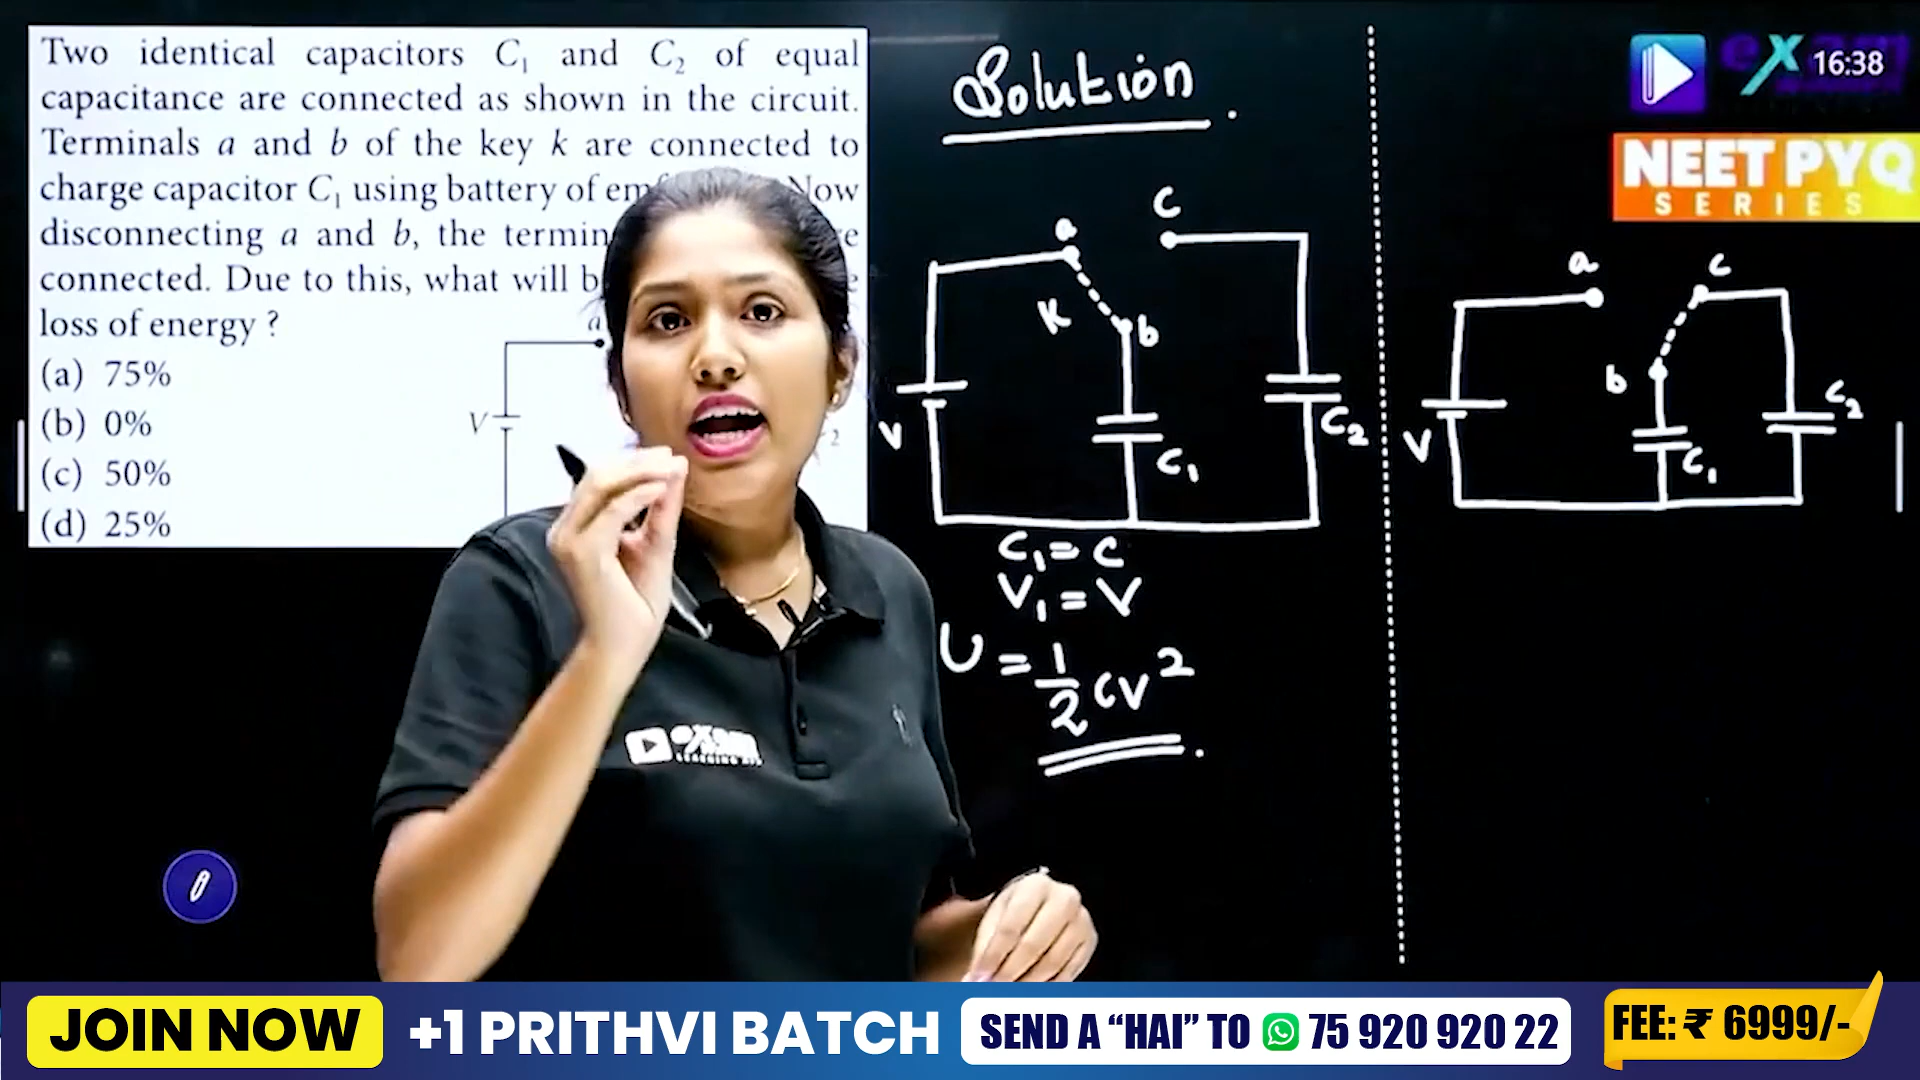 Two identical capacitors C₁ and C₂ of equal
capacitance are connected as shown in the circuit.
Terminals a and b of the key k are connected to
charge capacitor C₁ using battery of em Now
disconnecting a and b, the termin e
connected. Due to this, what will b e
loss of energy ?
(a) 75%
(b) 0%
(c) 50%
(d) 25%
a
V
2
Solution.
a
C
K
b
V
C₁
C₂
C₁ = C
V₁ = V
U = 1/2 CV²
a
c
b
V
C₁
C₂
16:38
NEET PYQ
SERIES
exam
JOIN NOW
+1 PRITHVI BATCH
SEND A “HAI” TO 75 920 920 22
FEE: ₹ 6999/-